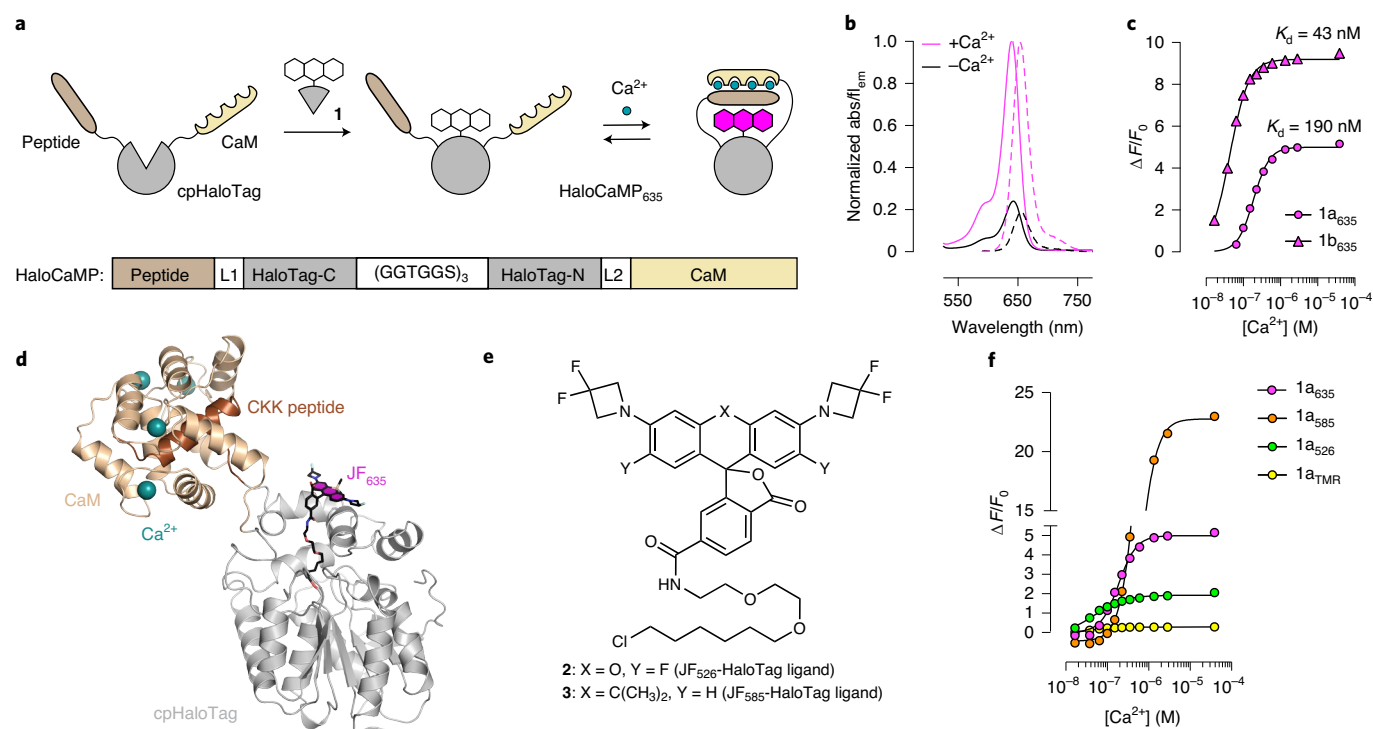 a
Peptide
CaM
cpHaloTag
1
Ca2+
HaloCaMP635
HaloCaMP:
Peptide
L1
HaloTag-C
(GGTGGS)3
HaloTag-N
L2
CaM
b
+Ca2+
−Ca2+
Normalized abs/flem
1.0
0.8
0.6
0.4
0.2
0
550
650
750
Wavelength (nm)
c
Kd = 43 nM
Kd = 190 nM
ΔF/F0
10
8
6
4
2
0
1a635
1b635
10−8
10−7
10−6
10−5
10−4
[Ca2+] (M)
d
CKK peptide
JF635
CaM
Ca2+
cpHaloTag
e
F
F
F
F
N
X
N
Y
Y
O
O
O
HN
O
O
Cl
2: X = O, Y = F (JF526-HaloTag ligand)
3: X = C(CH3)2, Y = H (JF585-HaloTag ligand)
f
1a635
1a585
1a526
1aTMR
ΔF/F0
25
20
15
5
4
3
2
1
0
10−8
10−7
10−6
10−5
10−4
[Ca2+] (M)